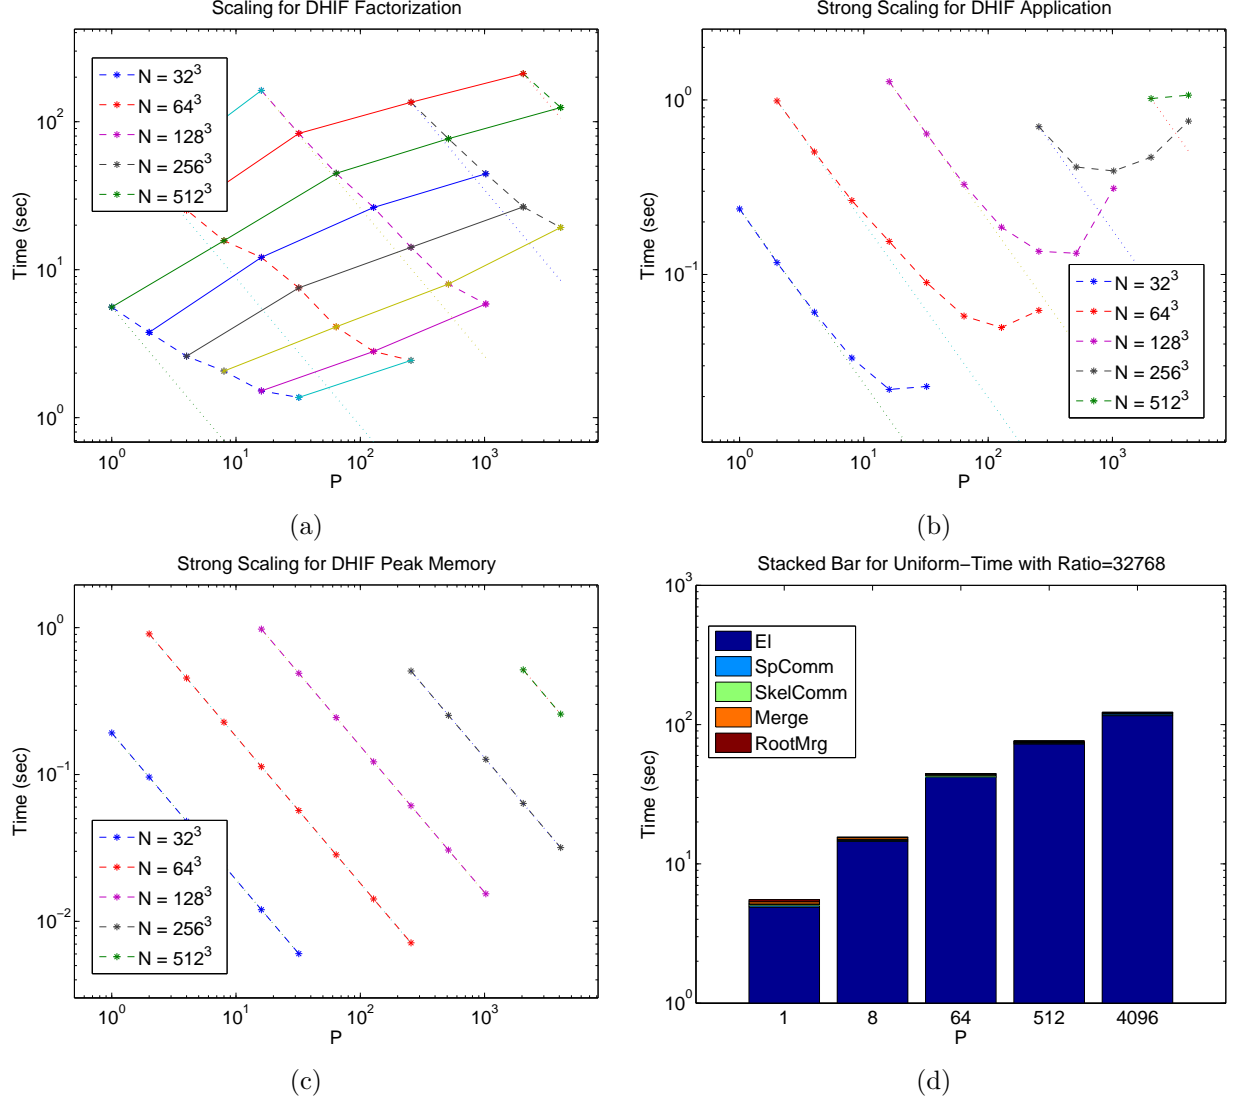 Scaling for DHIF Factorization
Time (sec)
10^2
10^1
10^0
N = 32^3
N = 64^3
N = 128^3
N = 256^3
N = 512^3
10^0 10^1 10^2 10^3
P
(a)
Strong Scaling for DHIF Application
Time (sec)
10^0
10^−1
N = 32^3
N = 64^3
N = 128^3
N = 256^3
N = 512^3
10^0 10^1 10^2 10^3
P
(b)
Strong Scaling for DHIF Peak Memory
Time (sec)
10^0
10^−1
10^−2
N = 32^3
N = 64^3
N = 128^3
N = 256^3
N = 512^3
10^0 10^1 10^2 10^3
P
(c)
Stacked Bar for Uniform−Time with Ratio=32768
Time (sec)
10^3
10^2
10^1
10^0
EI
SpComm
SkelComm
Merge
RootMrg
1 8 64 512 4096
P
(d)